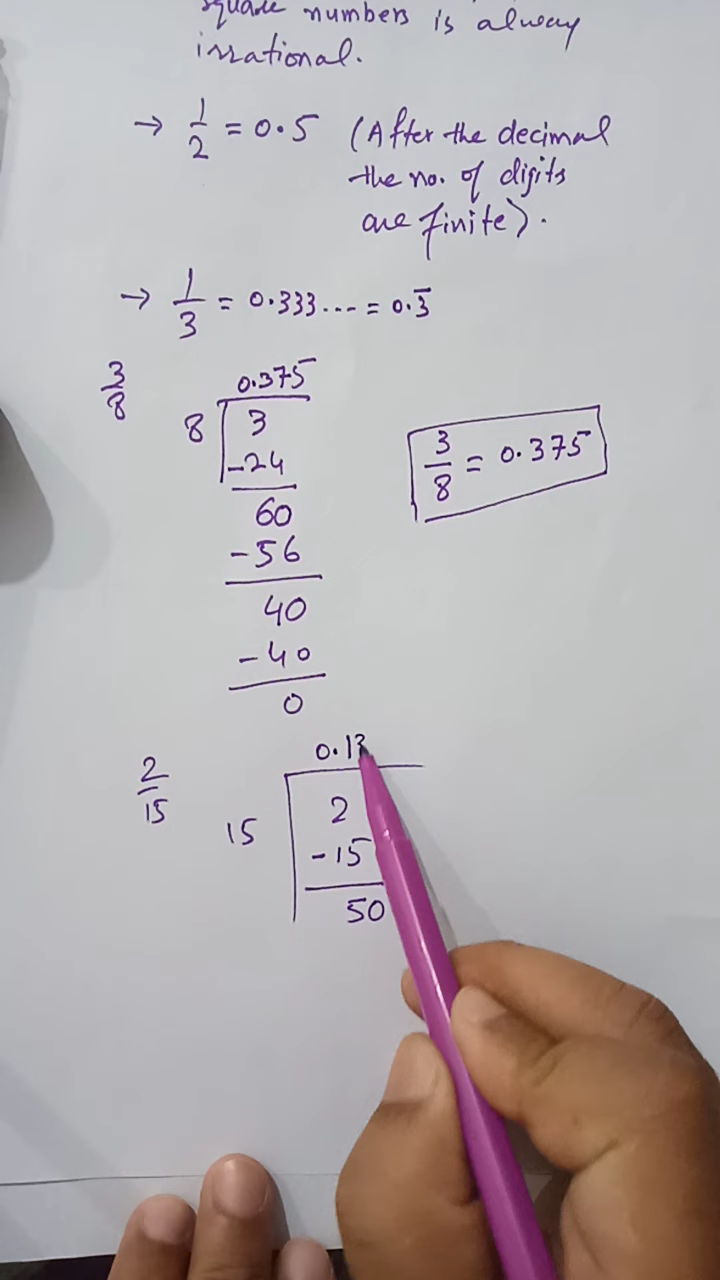 square numbers is alway
irrational.
→ 1/2 = 0.5 (After the decimal
the no. of digits
are finite).
→ 1/3 = 0.333.... = 0.3̅
3/8
0.375
8 3
-24
60
-56
40
-40
0
3/8 = 0.375
2/15
0.13
15 2
-15
50